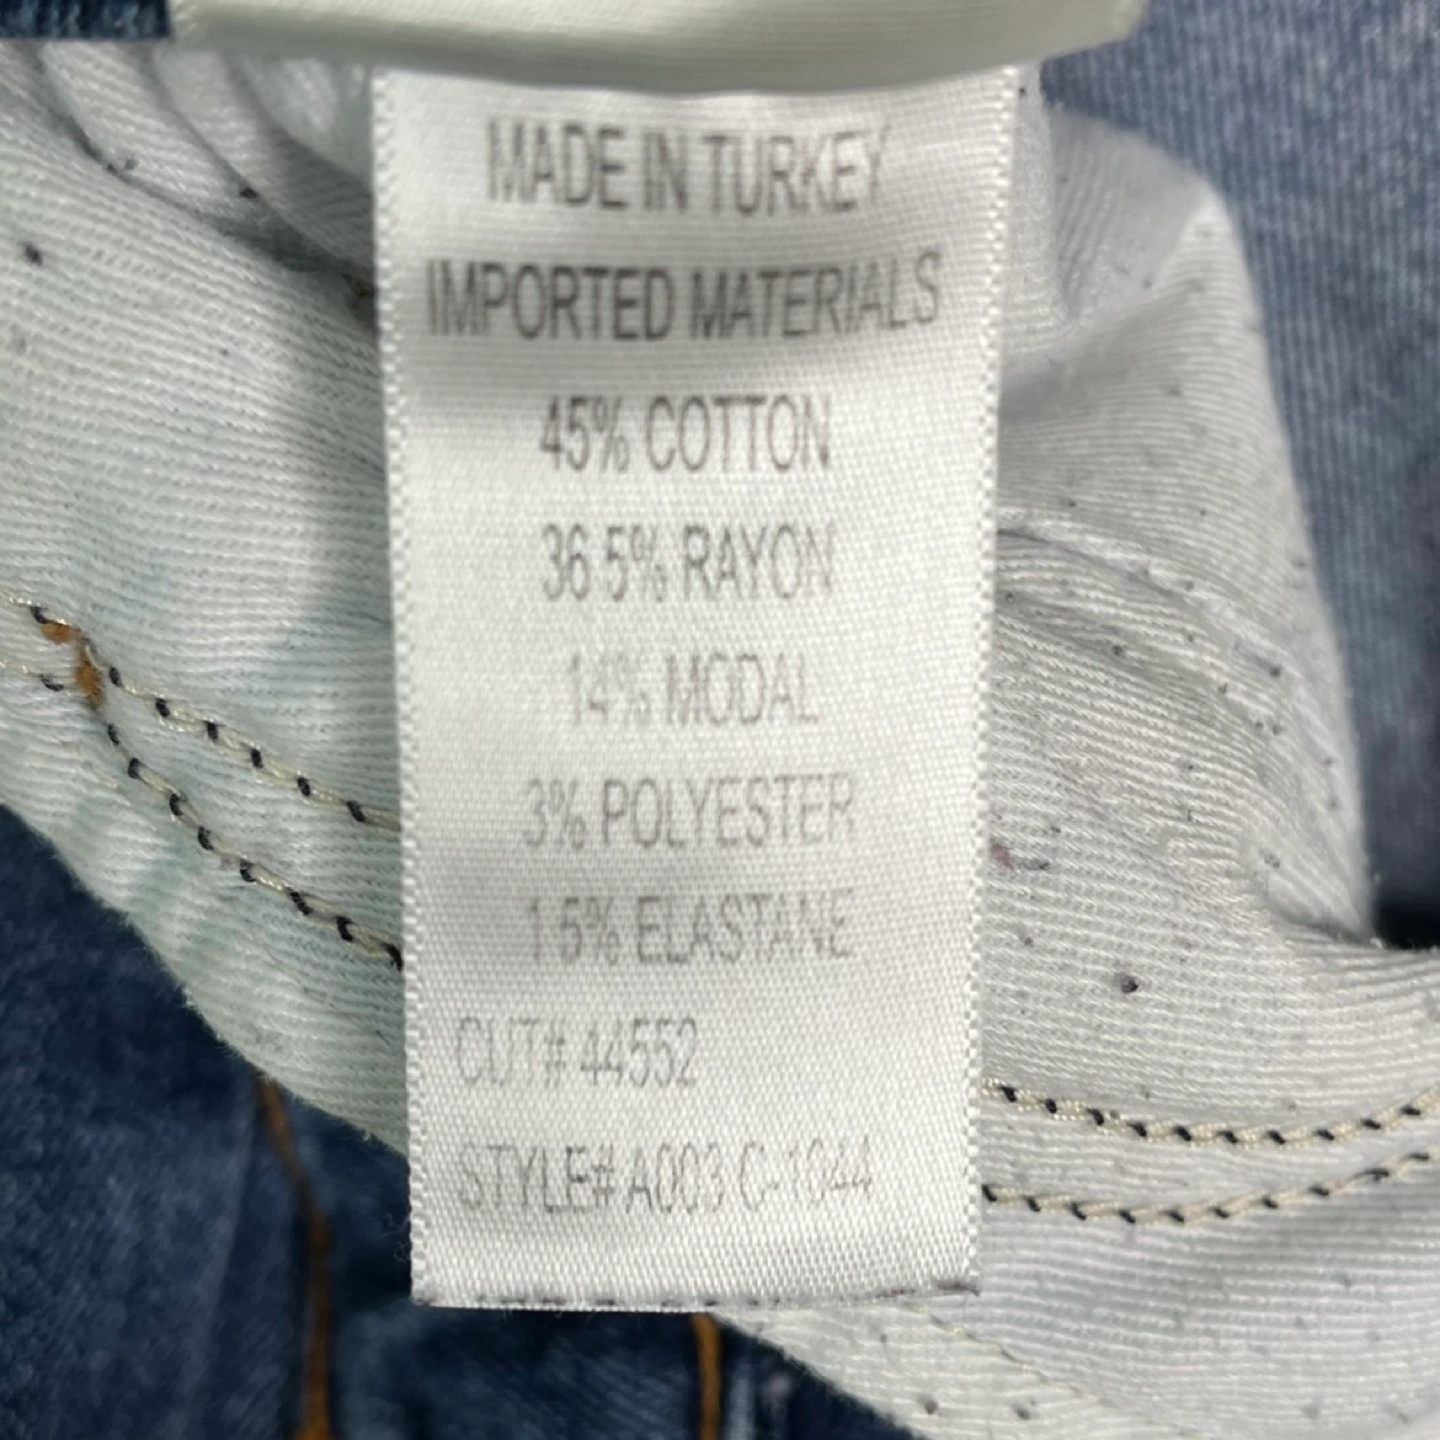 MADE IN TURKEY
IMPORTED MATERIALS
45% COTTON
36.5% RAYON
14% MODAL
3% POLYESTER
1.5% ELASTANE
CUT# 44552
STYLE# A003 C-1044